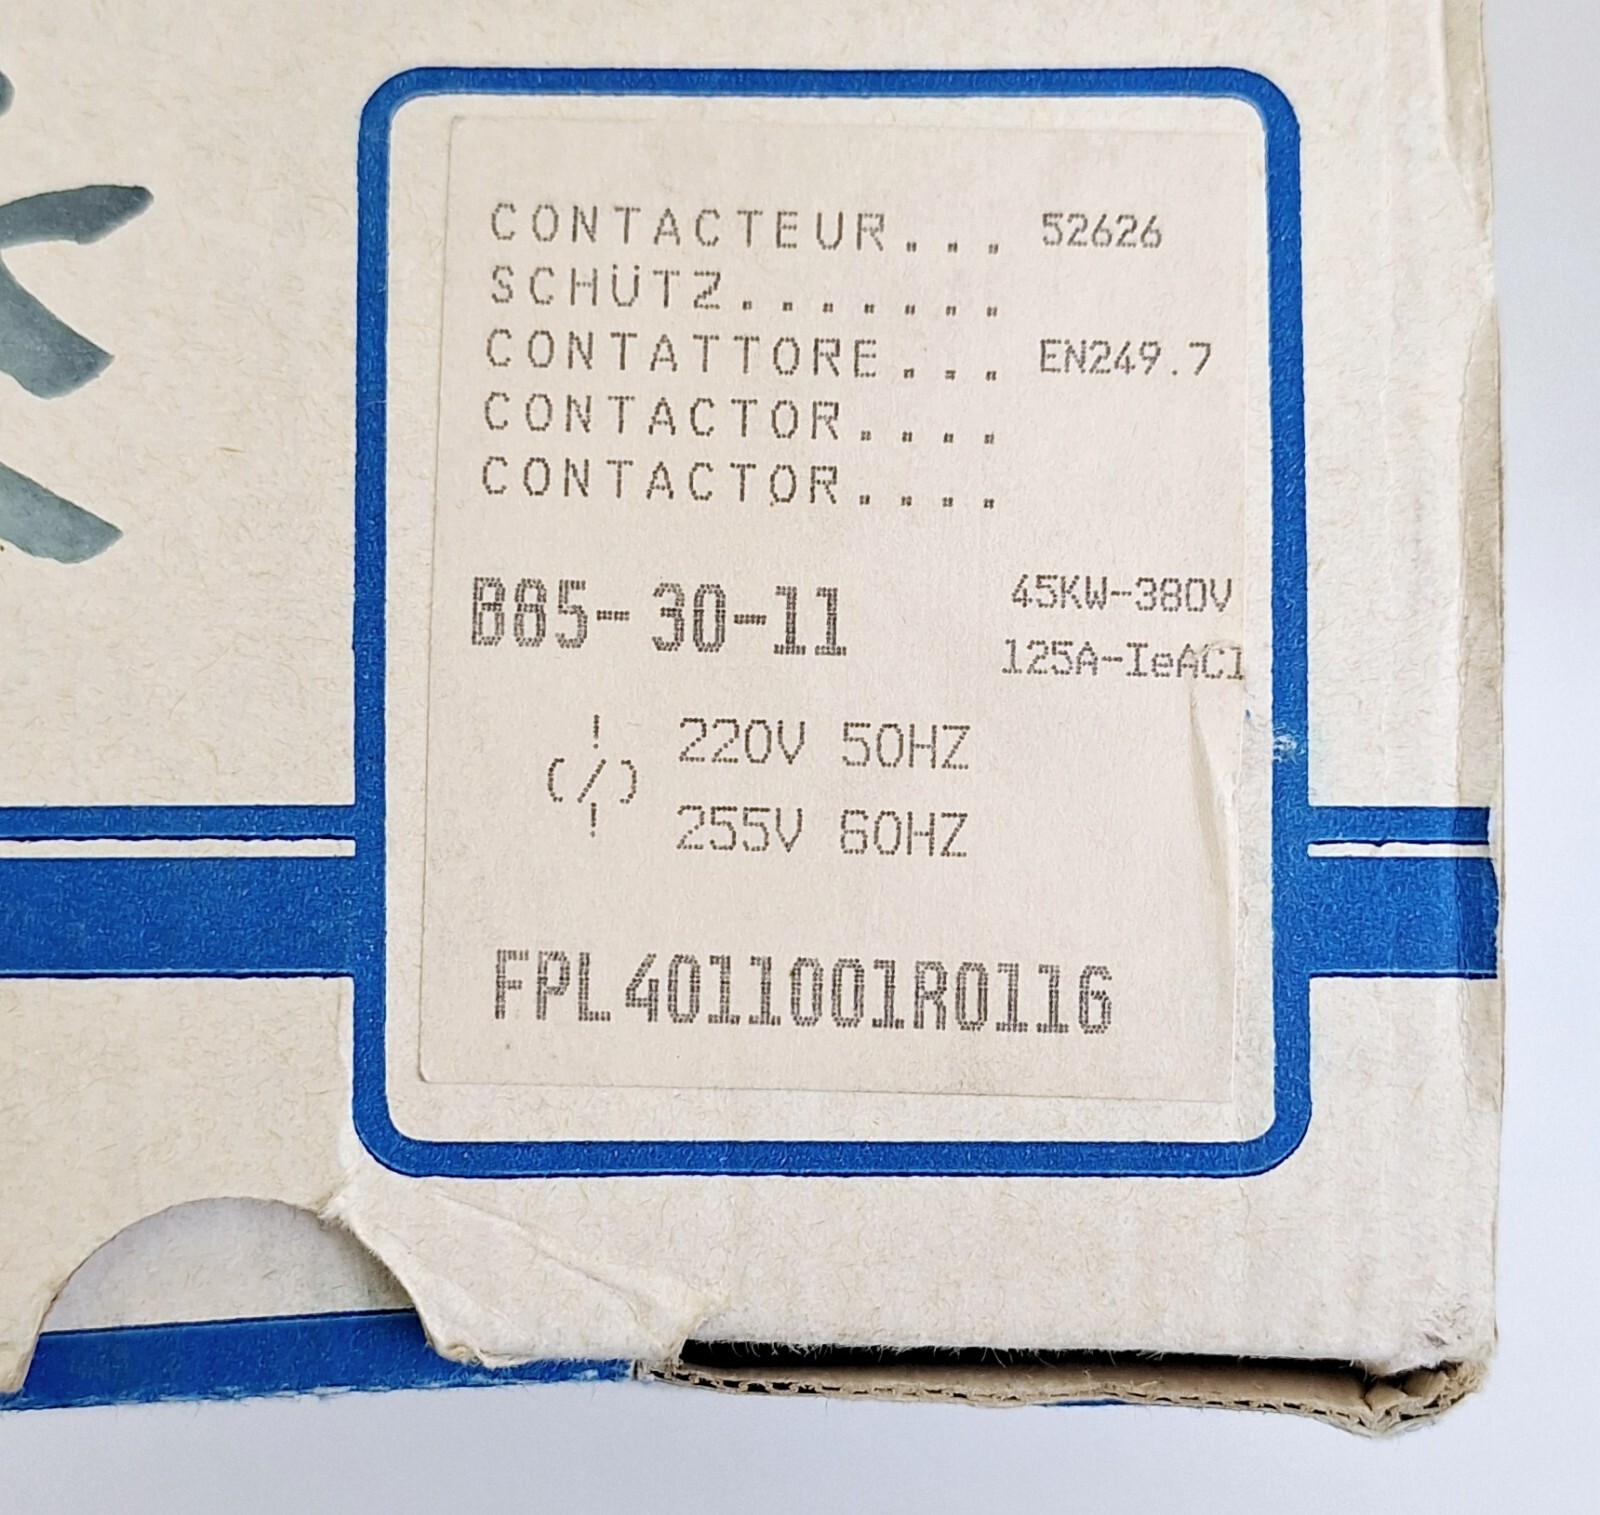 CONTACTEUR... 52626
SCHÜTZ.......
CONTATTORE... EN249.7
CONTACTOR....
CONTACTOR....
B85-30-11 45KW-380V
125A-IeAC1
! 220V 50HZ
(/)
! 255V 60HZ
FPL4011001R0116